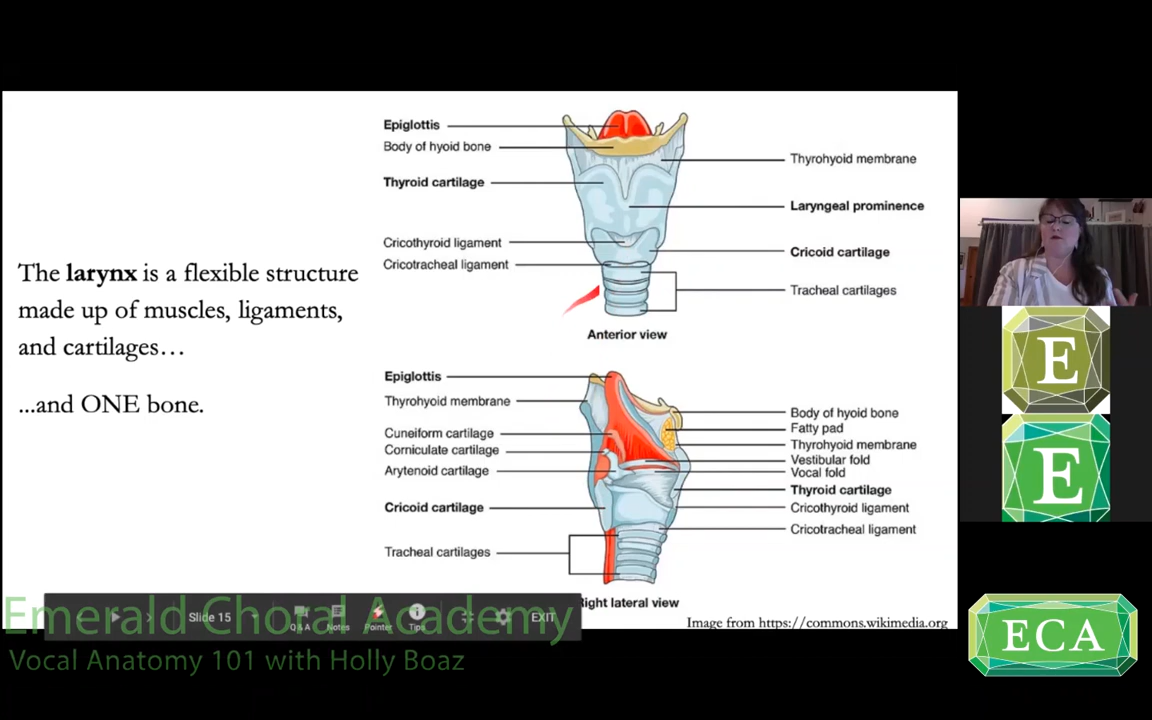 The larynx is a flexible structure
made up of muscles, ligaments,
and cartilages…
...and ONE bone.
Epiglottis
Body of hyoid bone
Thyroid cartilage
Cricothyroid ligament
Cricotracheal ligament
Thyrohyoid membrane
Laryngeal prominence
Cricoid cartilage
Tracheal cartilages
Anterior view
Epiglottis
Thyrohyoid membrane
Cuneiform cartilage
Corniculate cartilage
Arytenoid cartilage
Cricoid cartilage
Tracheal cartilages
Body of hyoid bone
Fatty pad
Thyrohyoid membrane
Vestibular fold
Vocal fold
Thyroid cartilage
Cricothyroid ligament
Cricotracheal ligament
Right lateral view
Image from https://commons.wikimedia.org
Slide 15
Q & A
Notes
Pointer
Tips
EXIT
Emerald Choral Academy
Vocal Anatomy 101 with Holly Boaz
E
E
ECA